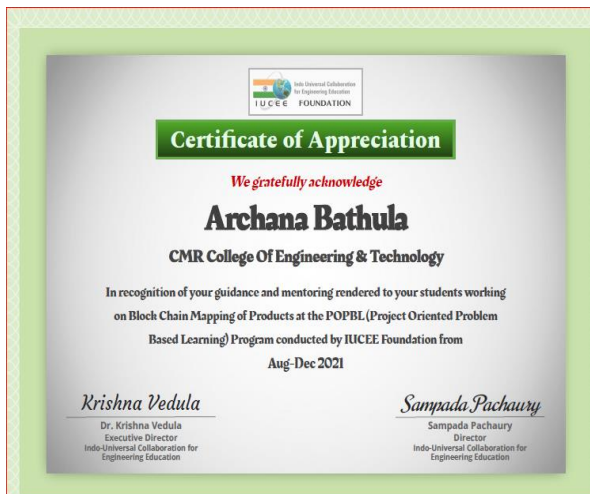 Indo Universal Collaboration
for Engineering Education
IUCEE FOUNDATION
Certificate of Appreciation
We gratefully acknowledge
Archana Bathula
CMR College Of Engineering & Technology
In recognition of your guidance and mentoring rendered to your students working
on Block Chain Mapping of Products at the POPBL (Project Oriented Problem
Based Learning) Program conducted by IUCEE Foundation from
Aug-Dec 2021
Krishna Vedula
Dr. Krishna Vedula
Executive Director
Indo-Universal Collaboration for
Engineering Education
Sampada Pachaury
Sampada Pachaury
Director
Indo-Universal Collaboration for
Engineering Education